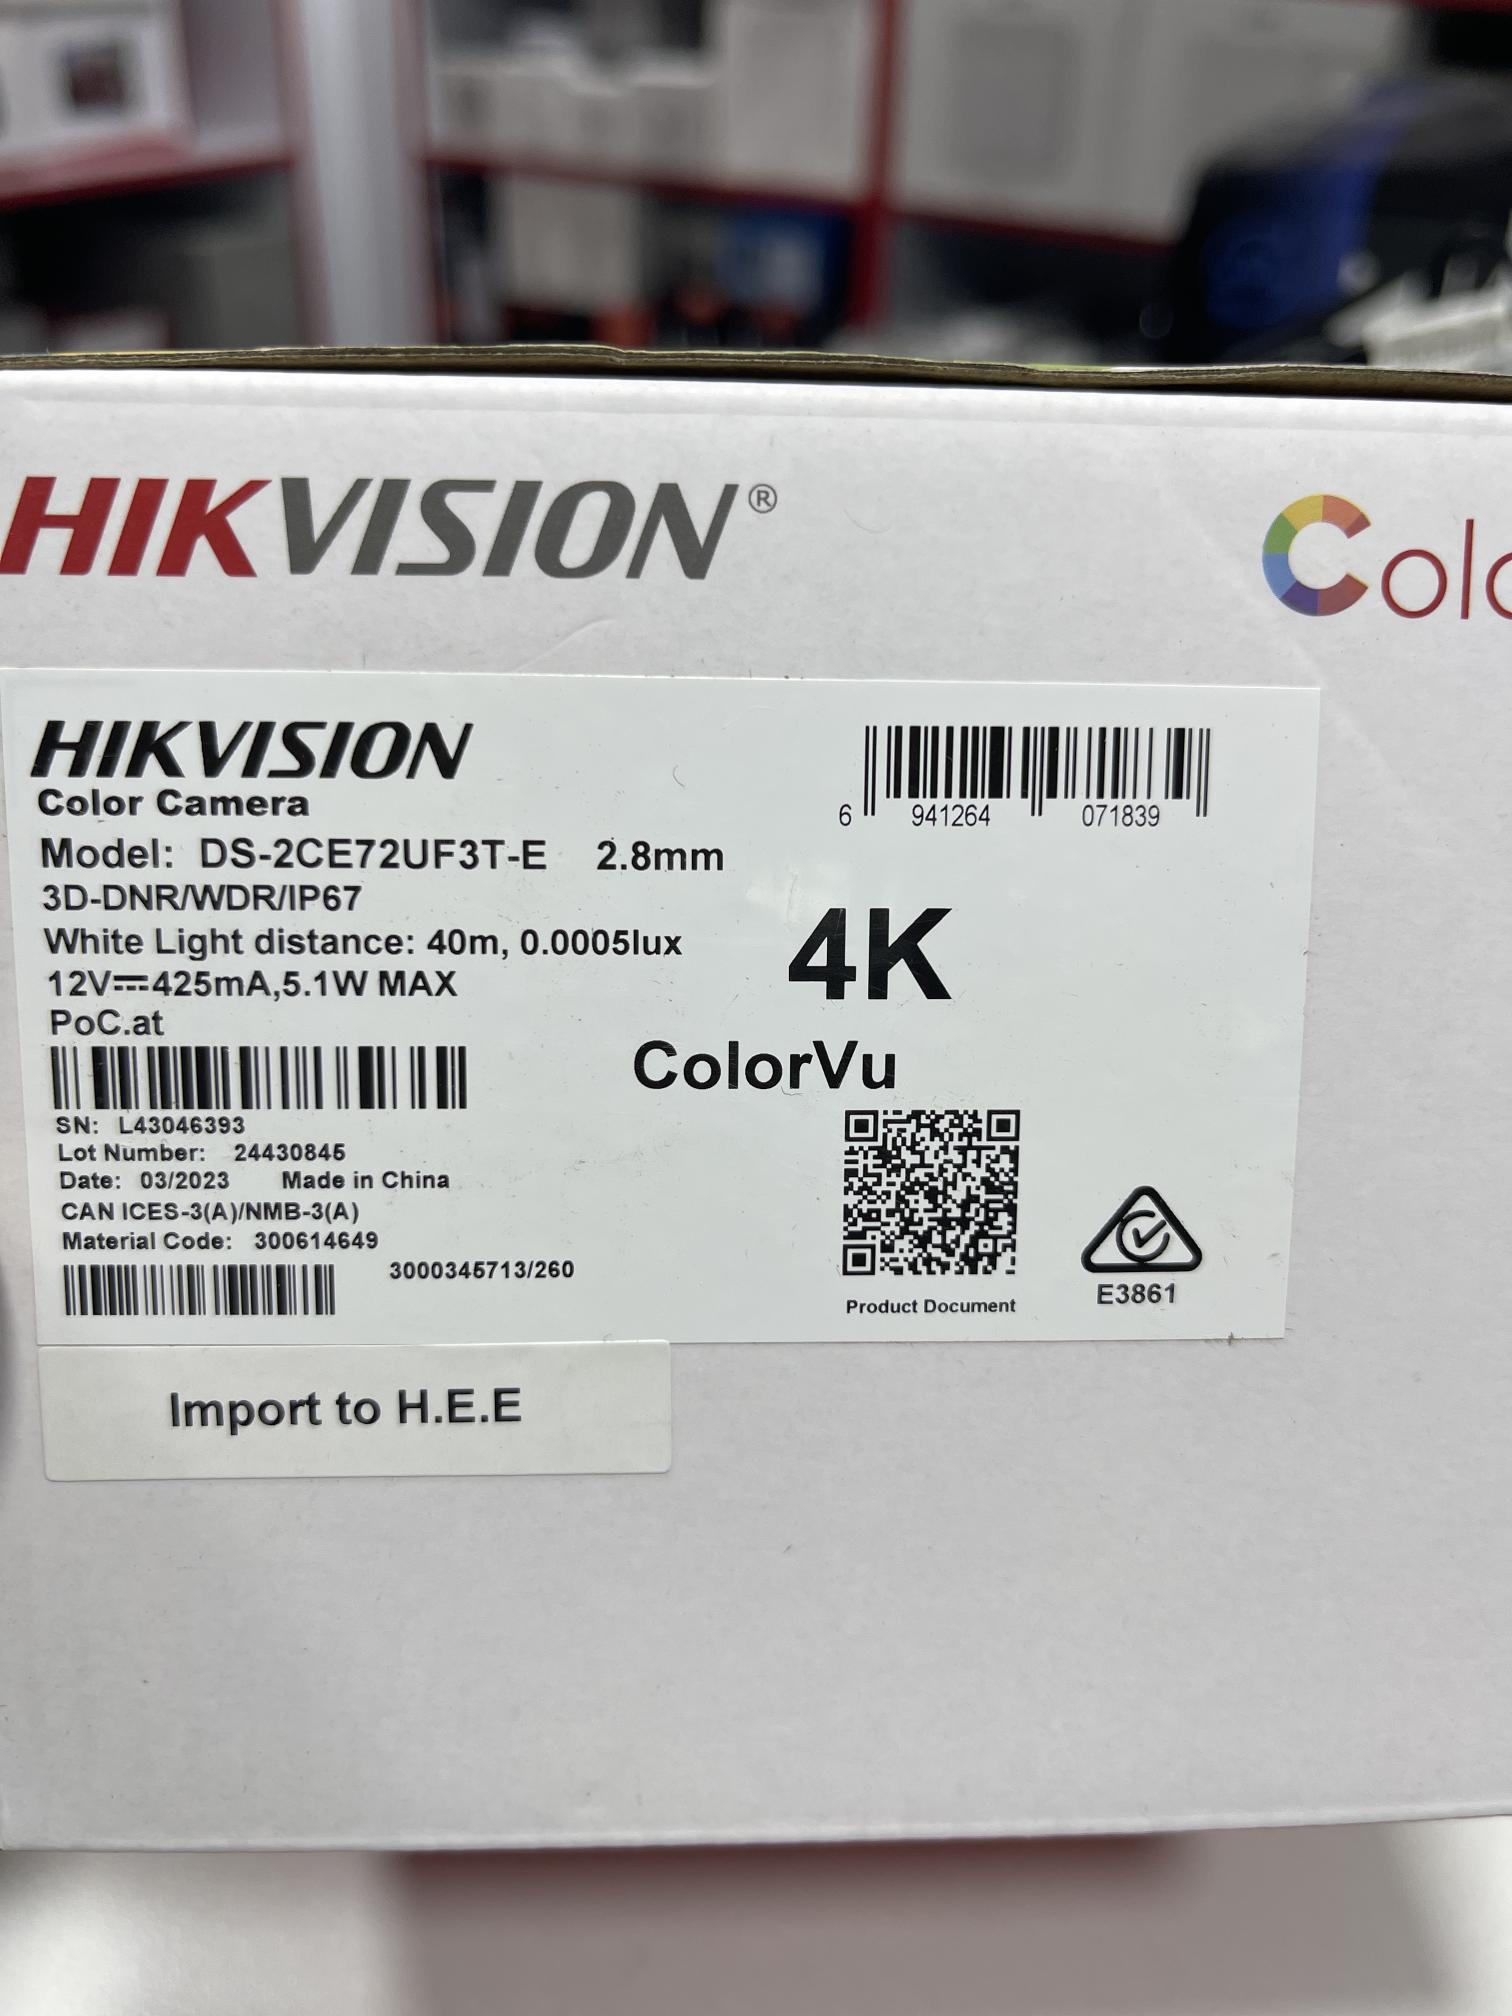 HIKVISION®
Colo
HIKVISION
Color Camera
Model: DS-2CE72UF3T-E 2.8mm
3D-DNR/WDR/IP67
White Light distance: 40m, 0.0005lux
12V⎓425mA,5.1W MAX
PoC.at
SN: L43046393
Lot Number: 24430845
Date: 03/2023 Made in China
CAN ICES-3(A)/NMB-3(A)
Material Code: 300614649
3000345713/260
6 941264 071839
4K
ColorVu
Product Document
E3861
Import to H.E.E